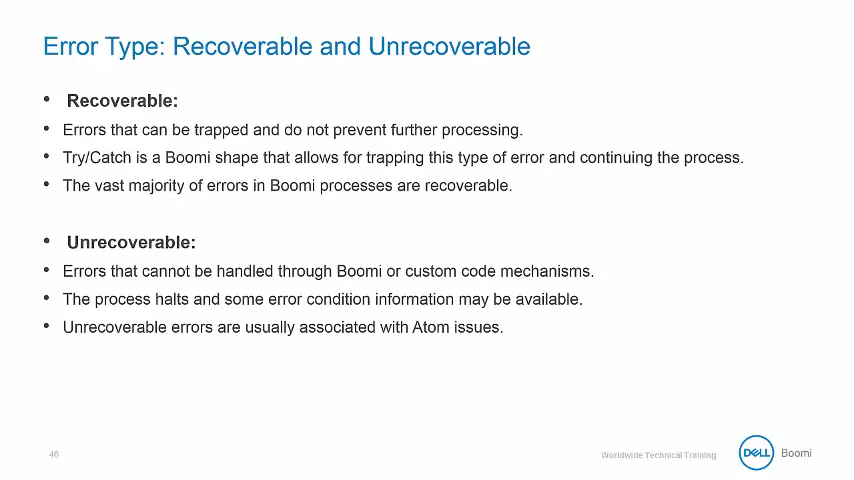 Error Type: Recoverable and Unrecoverable
• Recoverable:
• Errors that can be trapped and do not prevent further processing.
• Try/Catch is a Boomi shape that allows for trapping this type of error and continuing the process.
• The vast majority of errors in Boomi processes are recoverable.
• Unrecoverable:
• Errors that cannot be handled through Boomi or custom code mechanisms.
• The process halts and some error condition information may be available.
• Unrecoverable errors are usually associated with Atom issues.
46
Worldwide Technical Training
DELL
Boomi